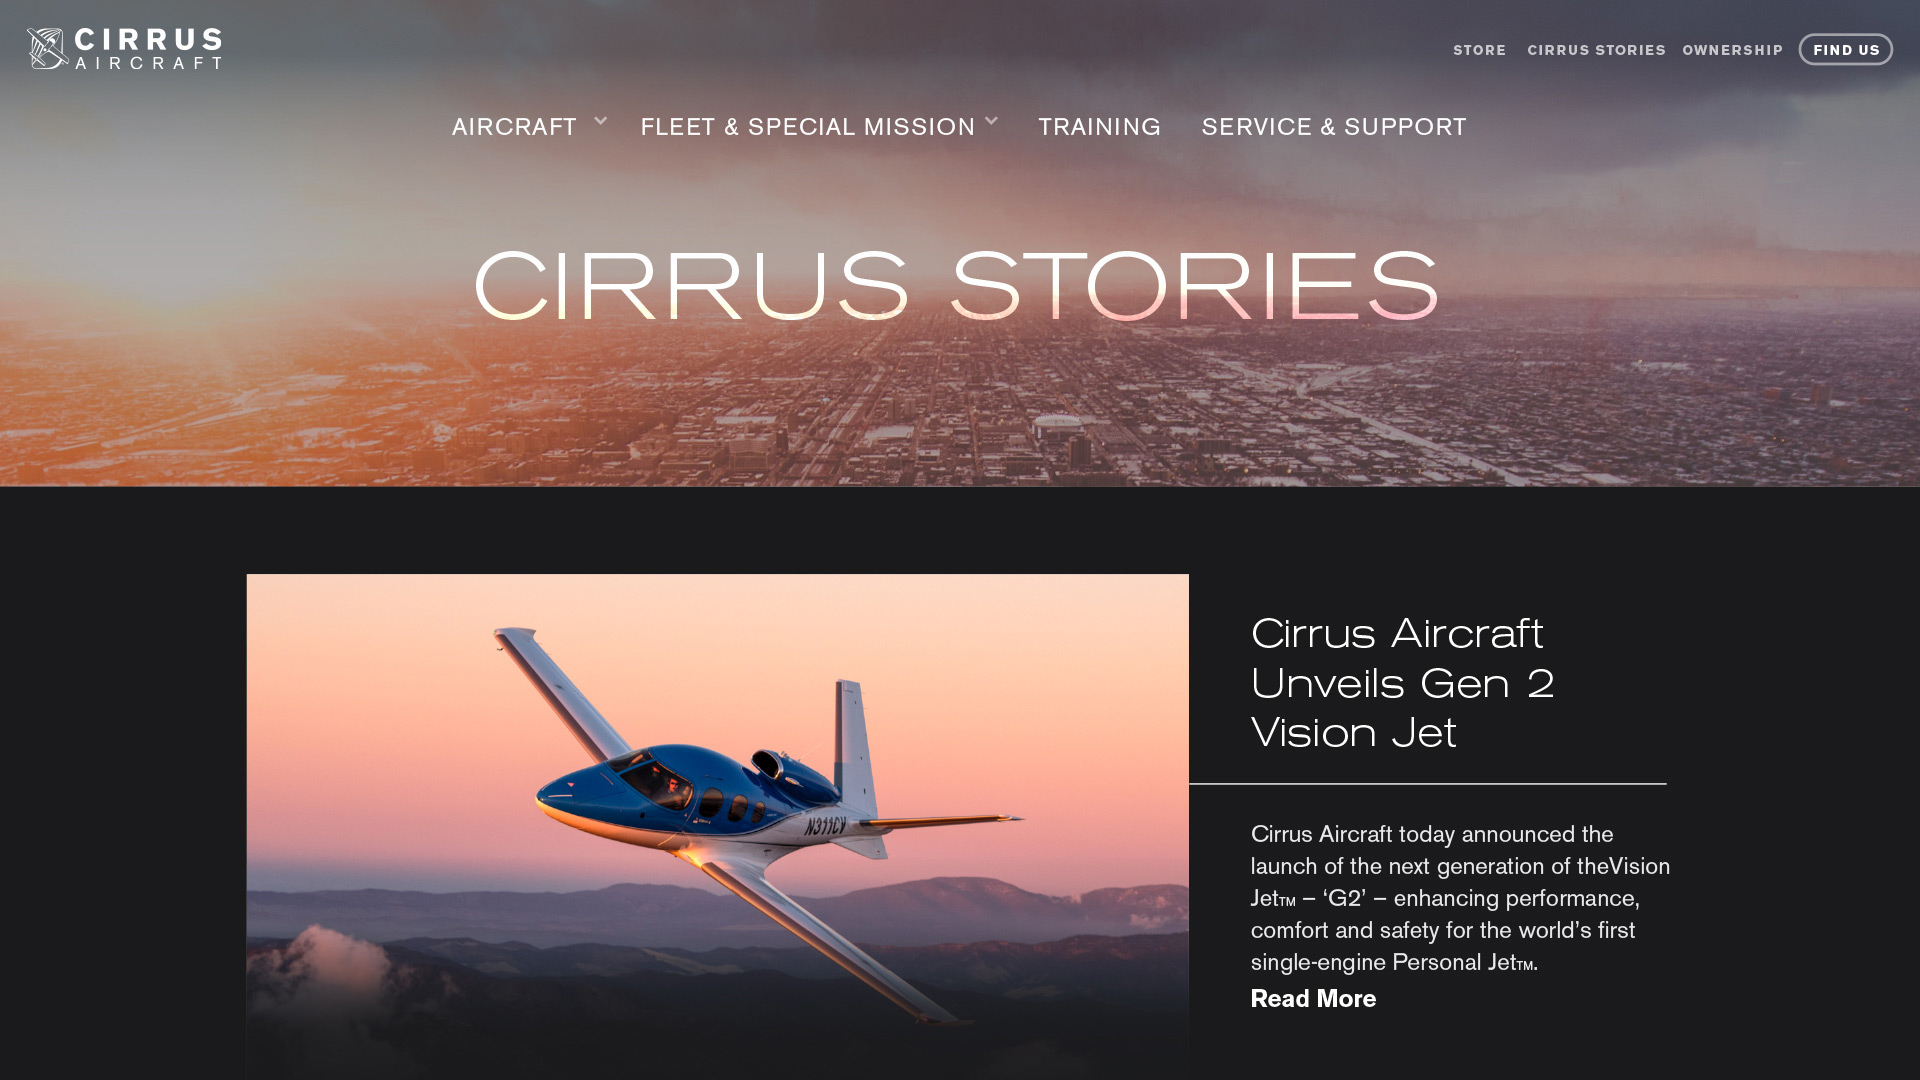 CIRRUS
AIRCRAFT
STORE CIRRUS STORIES OWNERSHIP FIND US
AIRCRAFT FLEET & SPECIAL MISSION TRAINING SERVICE & SUPPORT
CIRRUS STORIES
N311CV
Cirrus Aircraft
Unveils Gen 2
Vision Jet
Cirrus Aircraft today announced the
launch of the next generation of theVision
Jet™ – ‘G2’ – enhancing performance,
comfort and safety for the world’s first
single-engine Personal Jet™.
Read More